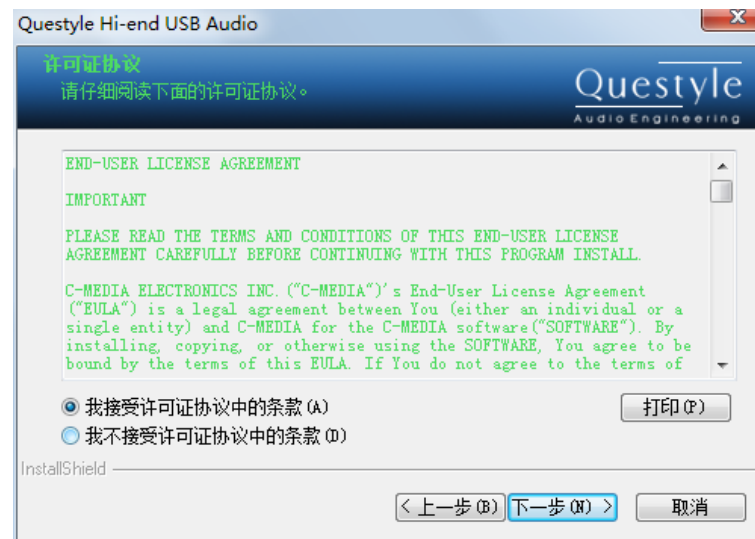 Questyle Hi-end USB Audio
许可证协议
请仔细阅读下面的许可证协议。
Questyle
Audio Engineering
END-USER LICENSE AGREEMENT
IMPORTANT
PLEASE READ THE TERMS AND CONDITIONS OF THIS END-USER LICENSE
AGREEMENT CAREFULLY BEFORE CONTINUING WITH THIS PROGRAM INSTALL.
C-MEDIA ELECTRONICS INC. ("C-MEDIA")'s End-User License Agreement
("EULA") is a legal agreement between You (either an individual or a
single entity) and C-MEDIA for the C-MEDIA software("SOFTWARE"). By
installing, copying, or otherwise using the SOFTWARE, You agree to be
bound by the terms of this EULA. If You do not agree to the terms of
我接受许可证协议中的条款(A)
打印(P)
我不接受许可证协议中的条款(D)
InstallShield
< 上一步(B)
下一步(N) >
取消